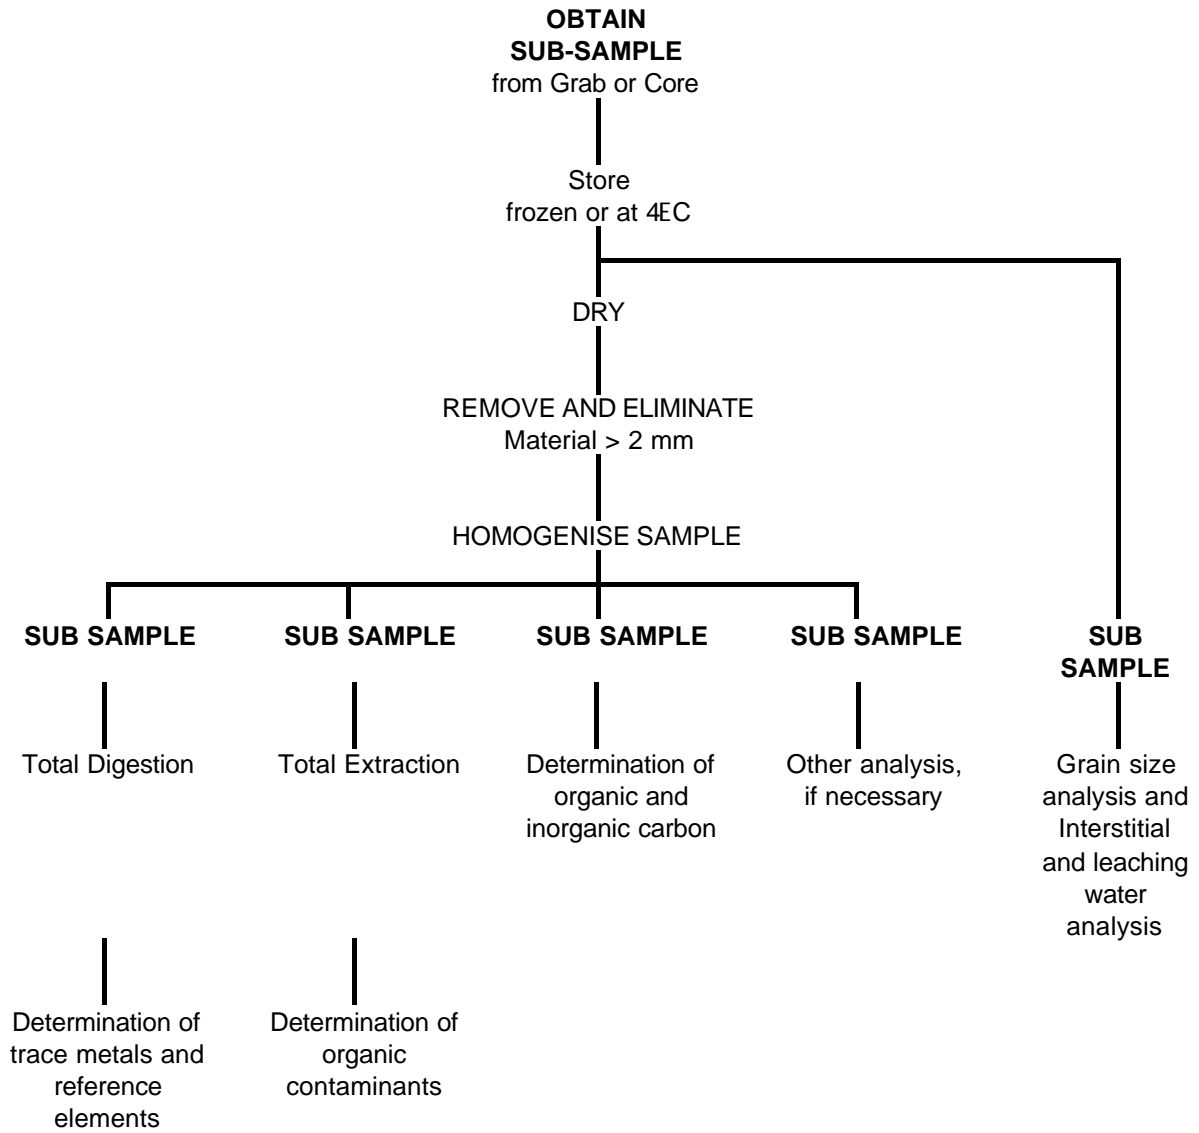 OBTAIN
SUB-SAMPLE
from Grab or Core
Store
frozen or at 4EC
DRY
REMOVE AND ELIMINATE
Material > 2 mm
HOMOGENISE SAMPLE
SUB SAMPLE
Total Digestion
Determination of
trace metals and
reference
elements
SUB SAMPLE
Total Extraction
Determination of
organic
contaminants
SUB SAMPLE
Determination of
organic and
inorganic carbon
SUB SAMPLE
Other analysis,
if necessary
SUB
SAMPLE
Grain size
analysis and
Interstitial
and leaching
water
analysis